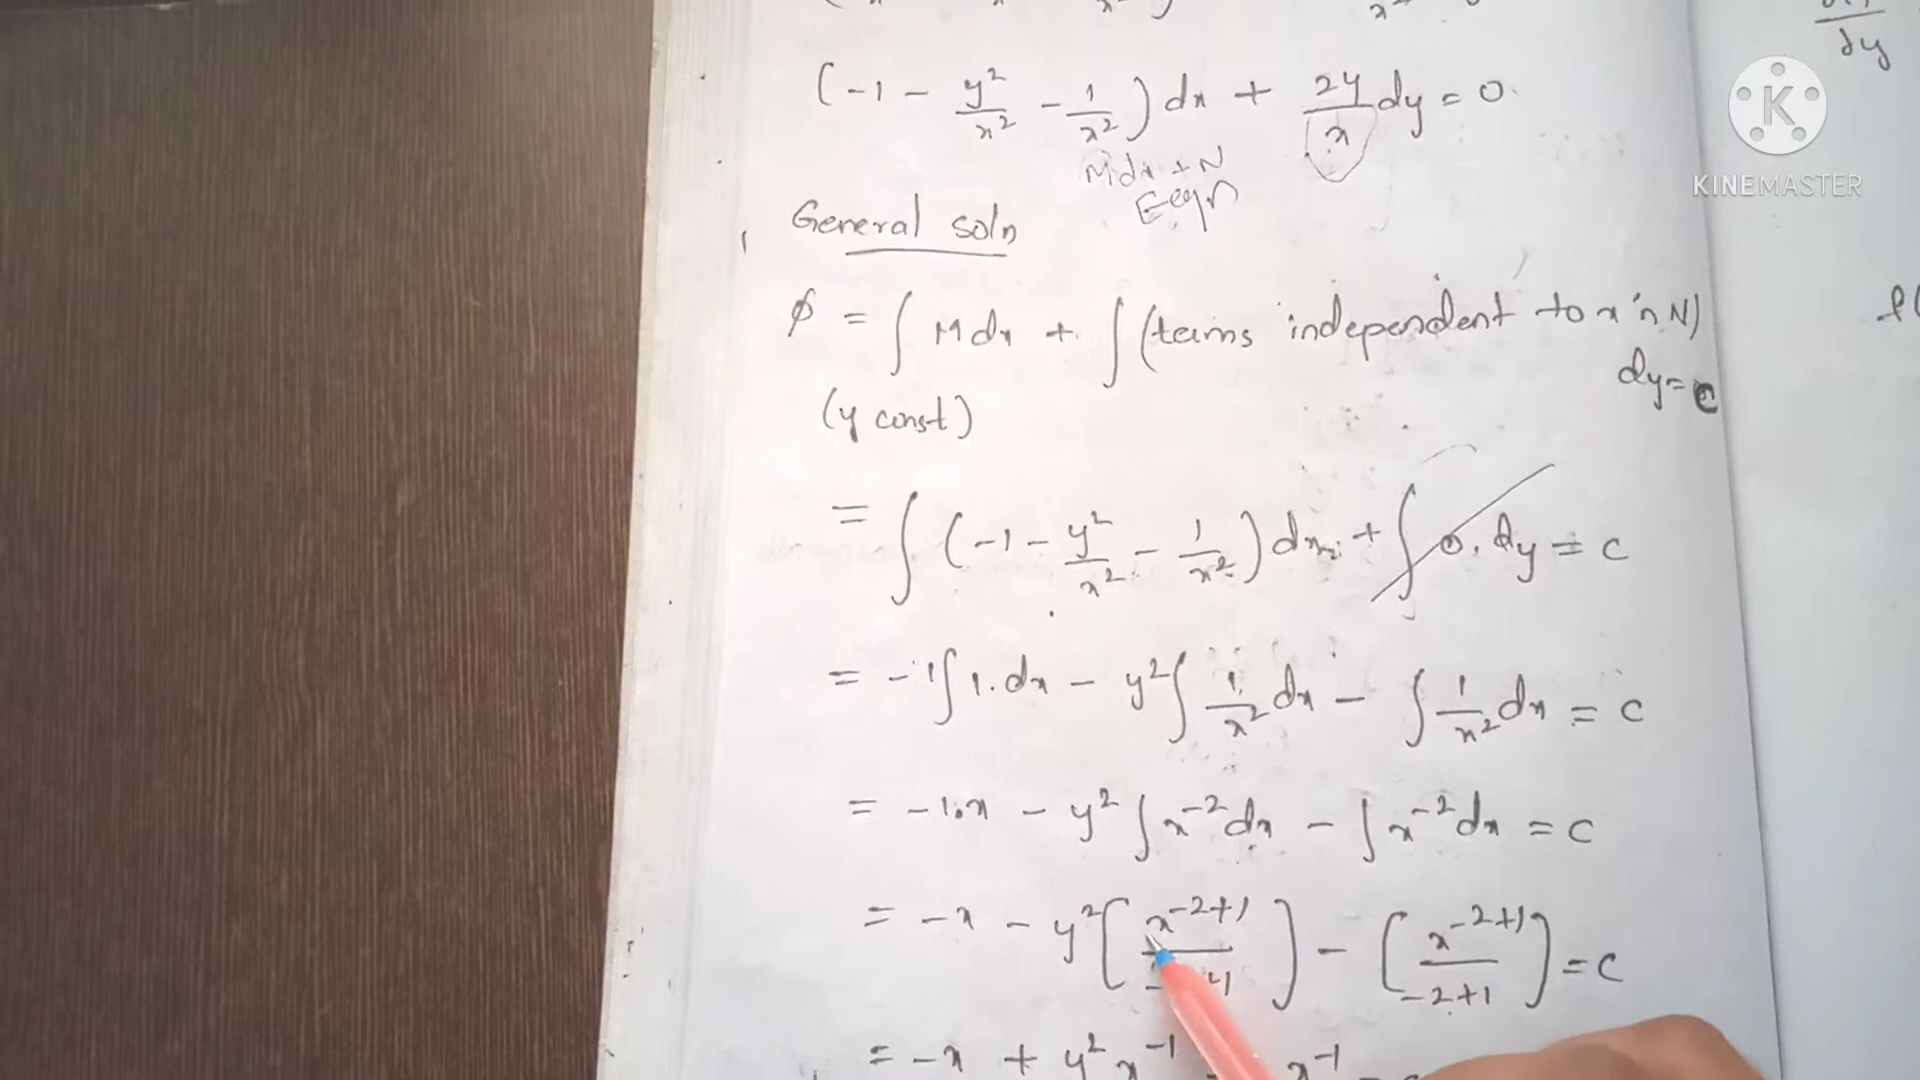 (-1 - y²/x² - 1/x²) dx + 2y/x dy = 0
Mdx + N
E-eqn
General soln
ϕ = ∫ M dx + ∫ (terms independent to x 'n N)
dy = c
(y const)
= ∫ (-1 - y²/x² - 1/x²) dx + ∫ 0. dy = c
= -1∫ 1.dx - y²∫ 1/x² dx - ∫ 1/x² dx = c
= -1.x - y² ∫ x⁻² dx - ∫ x⁻² dx = c
= -x - y² [x⁻²⁺¹/] - [x⁻²⁺¹/-2+1] = c
= -x + y² x⁻¹ x⁻¹
dy
K
KINEMASTER